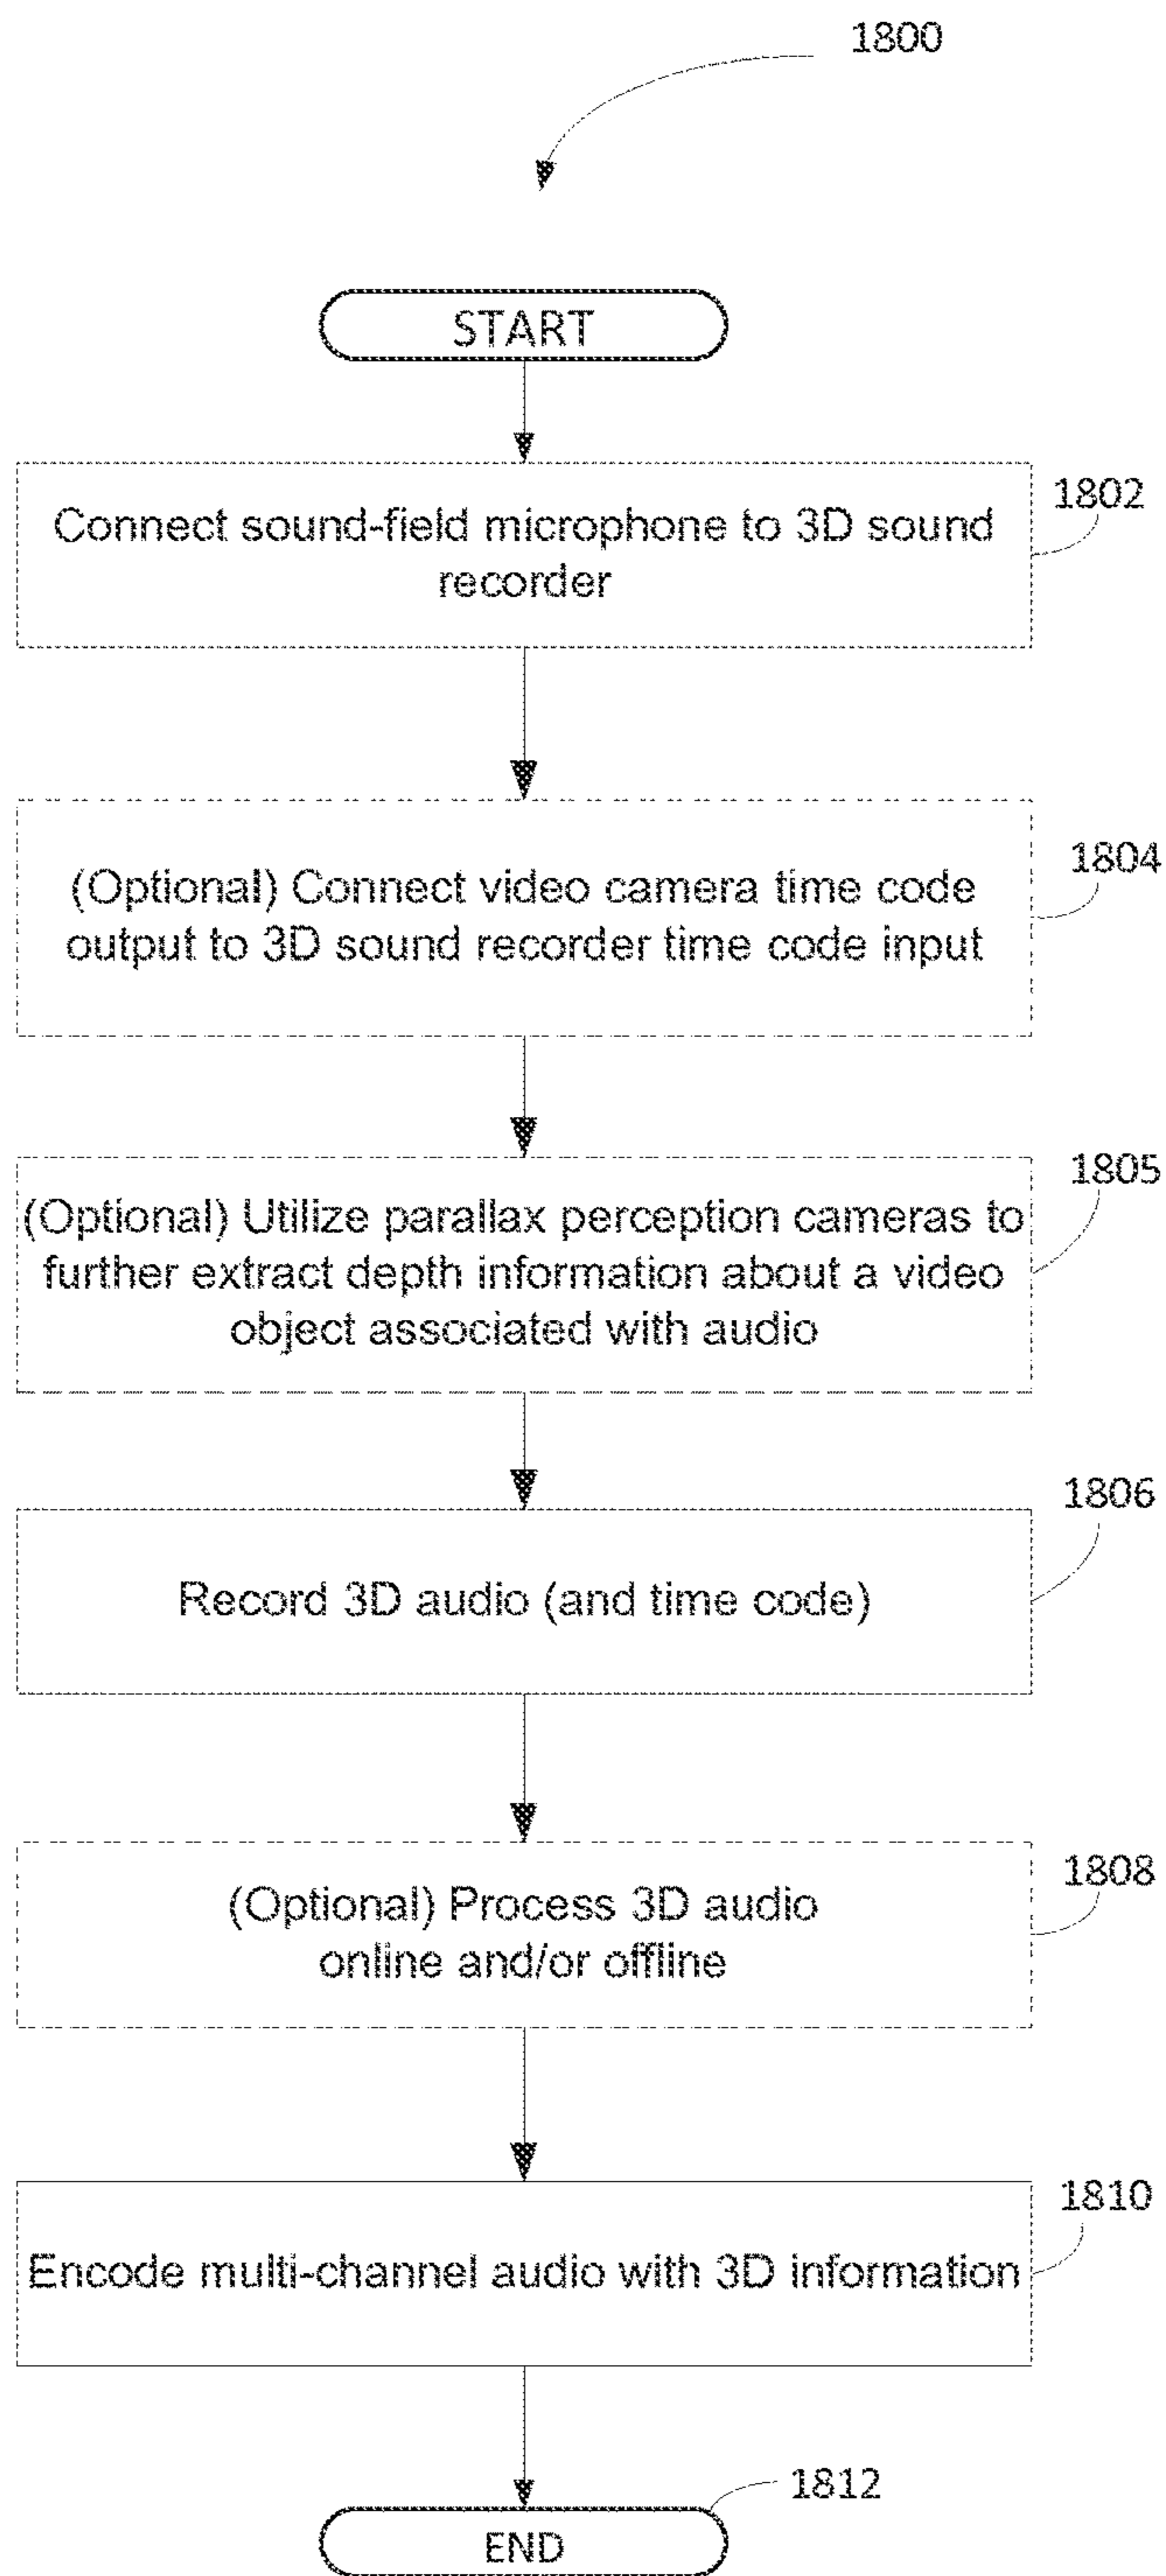 1800
START
1802
Connect sound-field microphone to 3D sound
recorder
1804
(Optional) Connect video camera time code
output to 3D sound recorder time code input
1805
(Optional) Utilize parallax perception cameras to
further extract depth information about a video
object associated with audio
1806
Record 3D audio (and time code)
1808
(Optional) Process 3D audio
online and/or offline
1810
Encode multi-channel audio with 3D information
1812
END